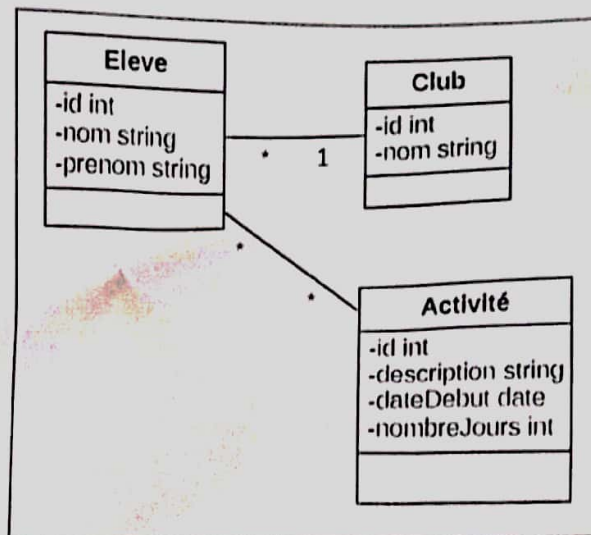 Eleve
-id int
-nom string
-prenom string
* 1
Club
-id int
-nom string
*
*
Activité
-id int
-description string
-dateDebut date
-nombreJours int